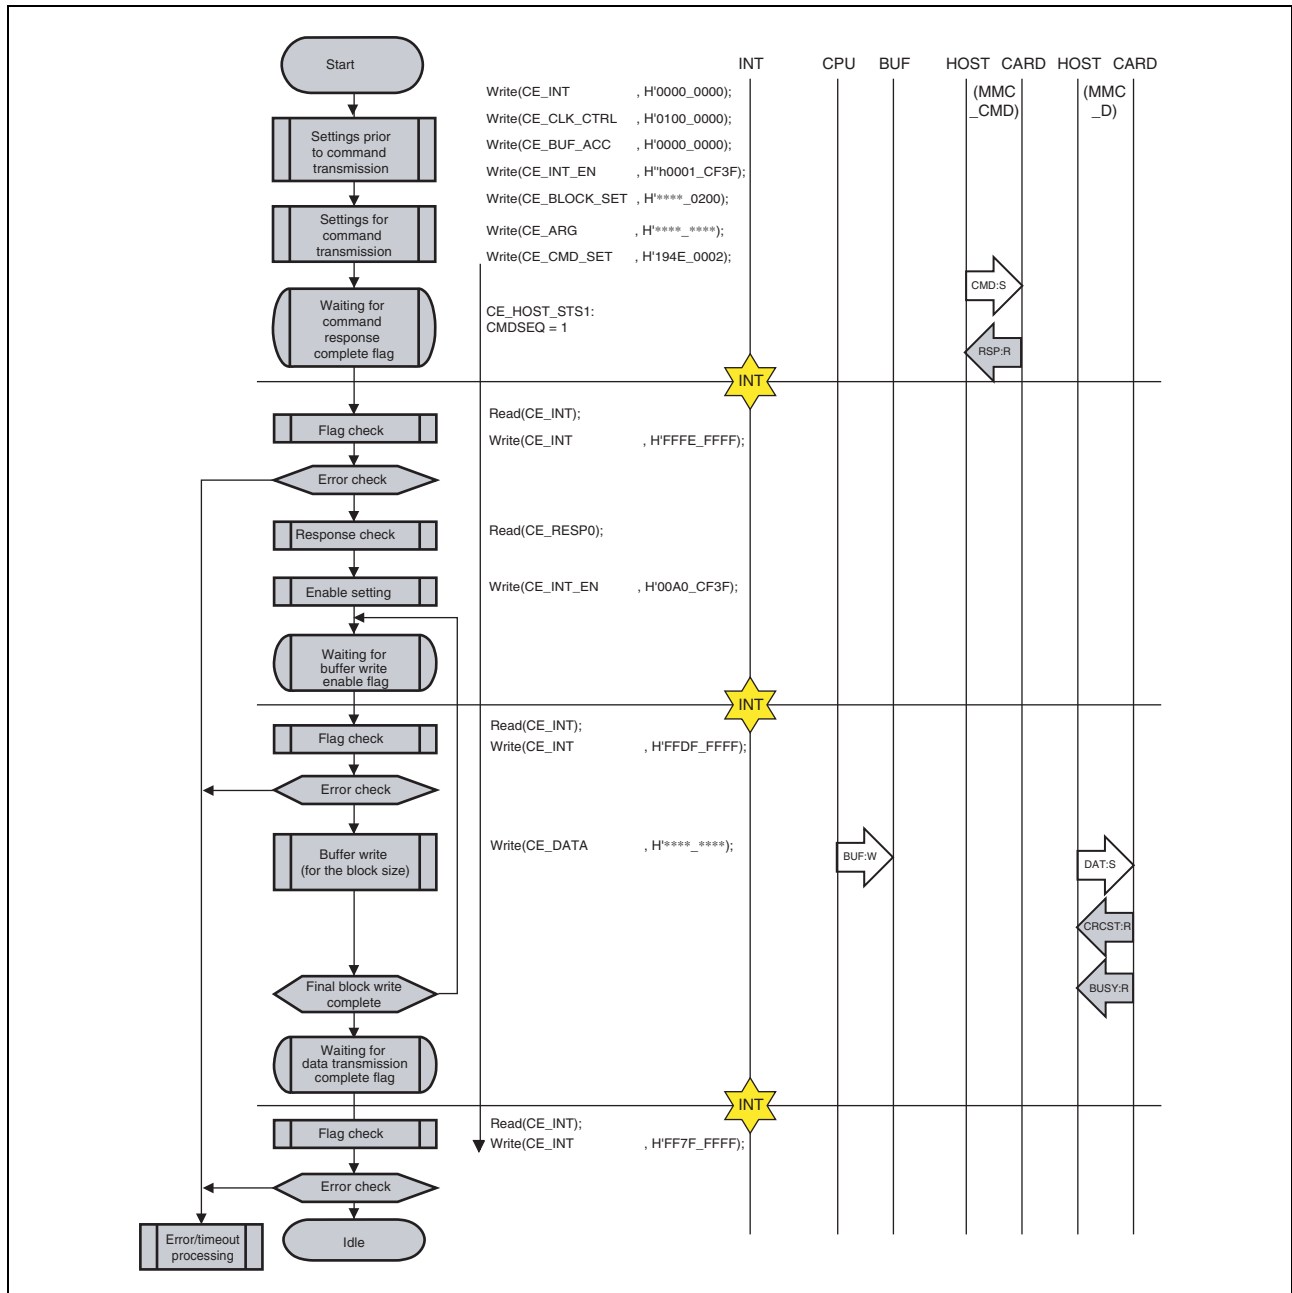 Start
INT
CPU
BUF
HOST
CARD
HOST
CARD
(MMC
_CMD)
(MMC
_D)
Write(CE_INT , H'0000_0000);
Write(CE_CLK_CTRL , H'0100_0000);
Settings prior
to command
transmission
Write(CE_BUF_ACC , H'0000_0000);
Write(CE_INT_EN , H"h0001_CF3F);
Write(CE_BLOCK_SET , H'****_0200);
Settings for
command
transmission
Write(CE_ARG , H'****_****);
Write(CE_CMD_SET , H'194E_0002);
CMD:S
Waiting for
command
response
complete flag
CE_HOST_STS1:
CMDSEQ = 1
RSP:R
INT
Flag check
Read(CE_INT);
Write(CE_INT , H'FFFE_FFFF);
Error check
Response check
Read(CE_RESP0);
Enable setting
Write(CE_INT_EN , H'00A0_CF3F);
Waiting for
buffer write
enable flag
INT
Flag check
Read(CE_INT);
Write(CE_INT , H'FFDF_FFFF);
Error check
Buffer write
(for the block size)
Write(CE_DATA , H'****_****);
BUF:W
DAT:S
CRCST:R
BUSY:R
Final block write
complete
Waiting for
data transmission
complete flag
INT
Flag check
Read(CE_INT);
Write(CE_INT , H'FF7F_FFFF);
Error check
Error/timeout
processing
Idle